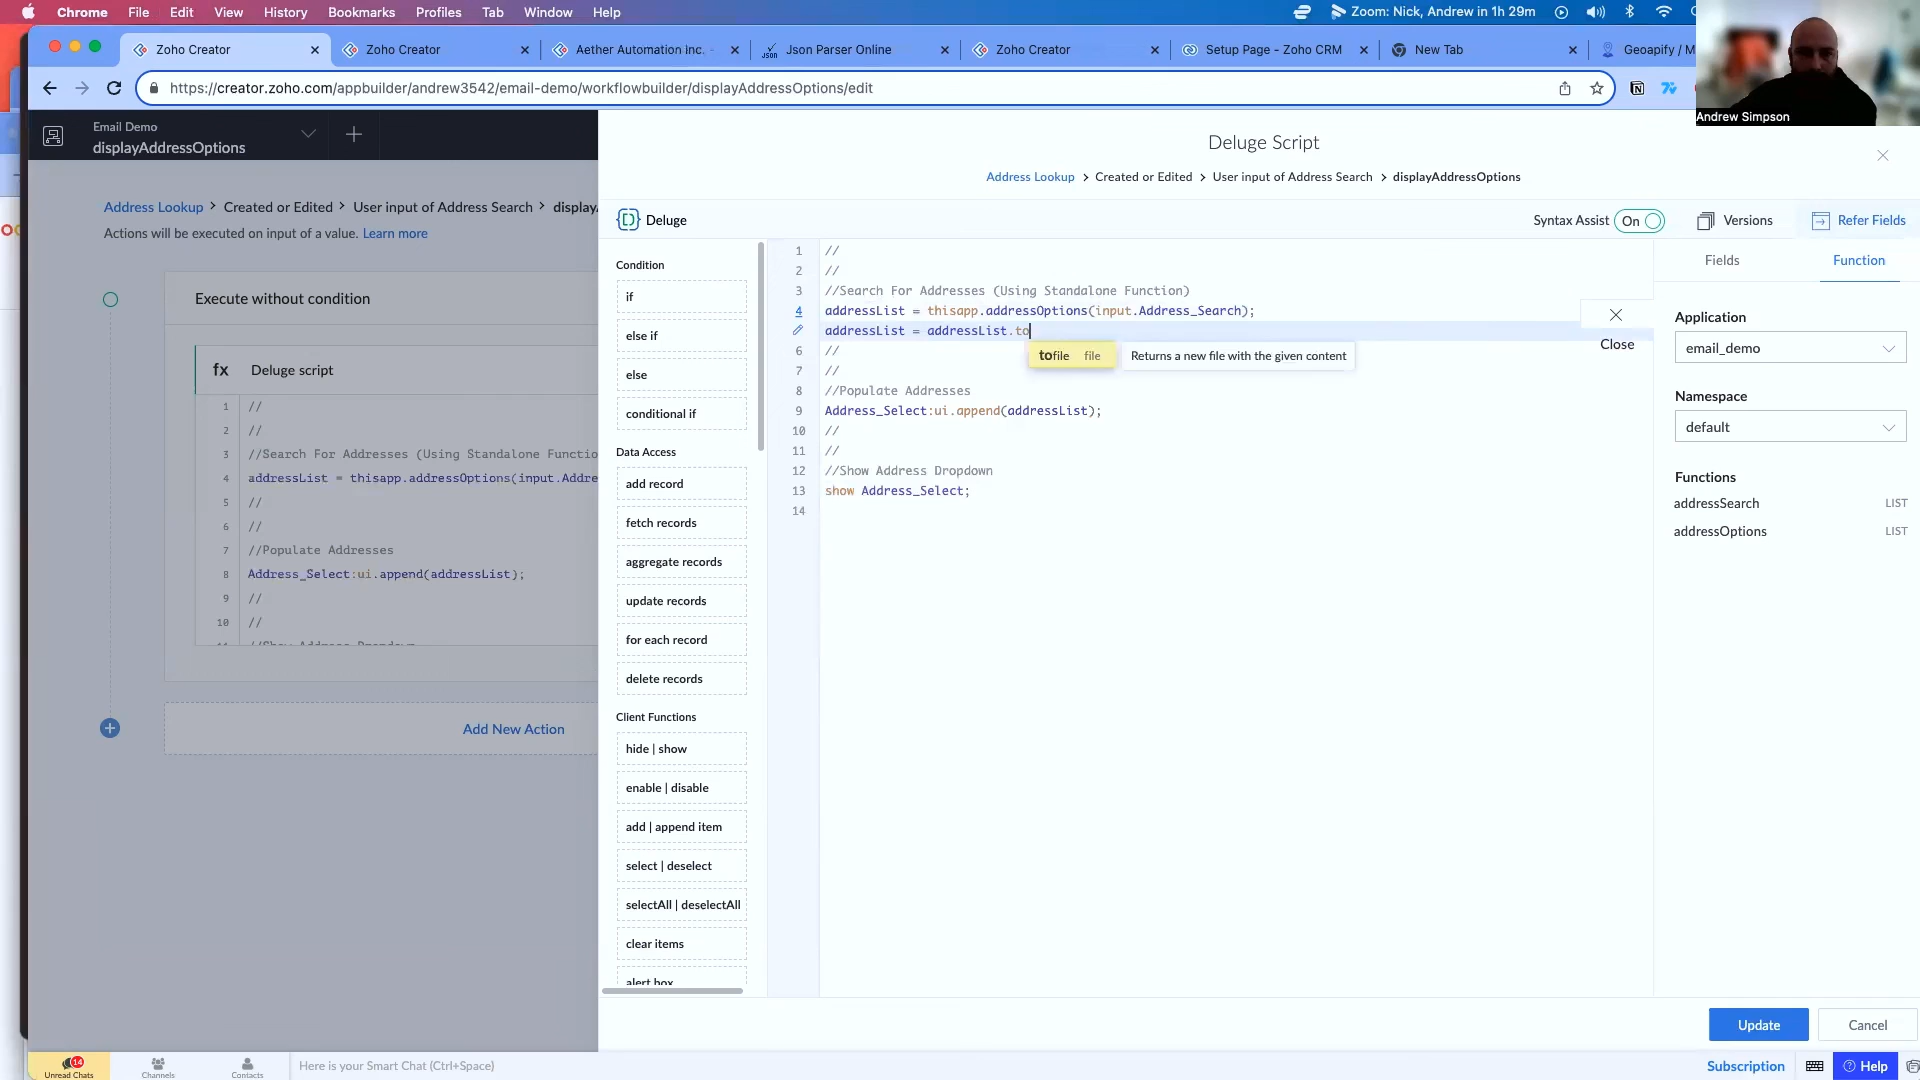 Chrome File Edit View History Bookmarks Profiles Tab Window Help
Zoom: Nick, Andrew in 1h 29m
Zoho Creator
Zoho Creator
Aether Automation Inc. -
Json Parser Online
Zoho Creator
Setup Page - Zoho CRM
New Tab
Geoapify / M
https://creator.zoho.com/appbuilder/andrew3542/email-demo/workflowbuilder/displayAddressOptions/edit
Andrew Simpson
Email Demo
displayAddressOptions
Address Lookup > Created or Edited > User input of Address Search > display
Actions will be executed on input of a value. Learn more
Execute without condition
fx Deluge script
1 //
2 //
3 //Search For Addresses (Using Standalone Functio
4 addressList = thisapp.addressOptions(input.Addre
5 //
6 //
7 //Populate Addresses
8 Address_Select:ui.append(addressList);
9 //
10 //
11 //Show Address Dropdown
Add New Action
Deluge Script
Address Lookup > Created or Edited > User input of Address Search > displayAddressOptions
Deluge
Syntax Assist On
Versions
Refer Fields
Condition
if
else if
else
conditional if
Data Access
add record
fetch records
aggregate records
update records
for each record
delete records
Client Functions
hide | show
enable | disable
add | append item
select | deselect
selectAll | deselectAll
clear items
alert box
1 //
2 //
3 //Search For Addresses (Using Standalone Function)
4 addressList = thisapp.addressOptions(input.Address_Search);
addressList = addressList.to
tofile file Returns a new file with the given content
6 //
7 //
8 //Populate Addresses
9 Address_Select:ui.append(addressList);
10 //
11 //
12 //Show Address Dropdown
13 show Address_Select;
14
Close
Fields
Function
Application
email_demo
Namespace
default
Functions
addressSearch LIST
addressOptions LIST
Update
Cancel
14
Unread Chats
Channels
Contacts
Here is your Smart Chat (Ctrl+Space)
Subscription
Help